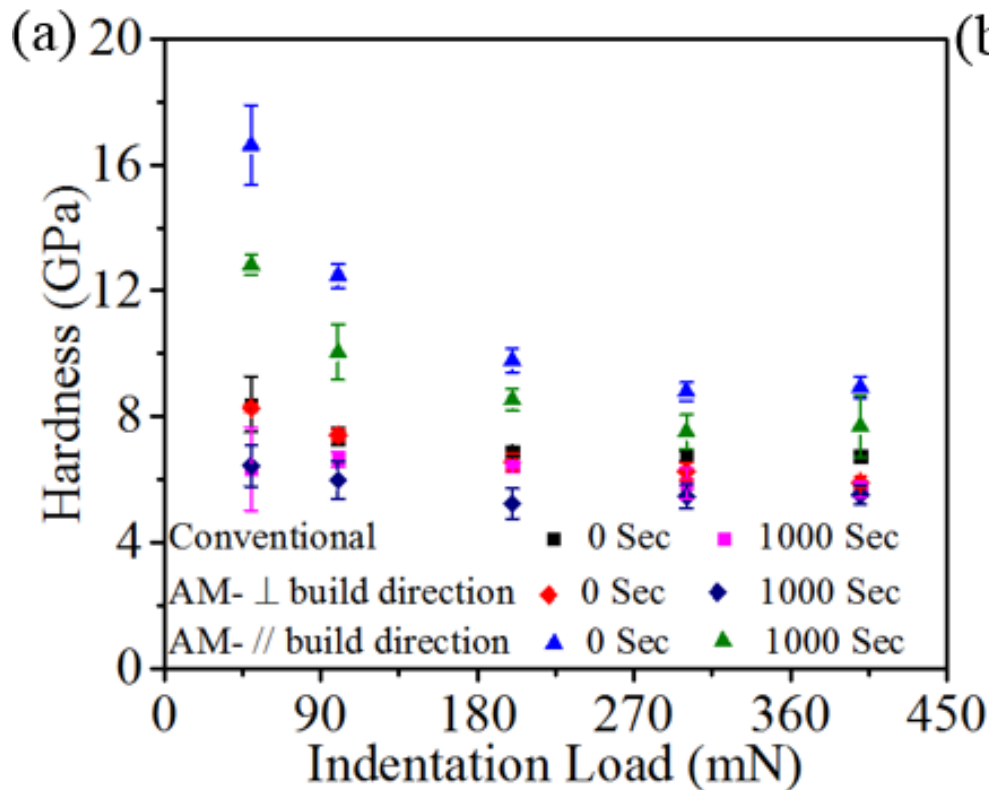 (a)
(b
20
16
12
8
4
0
Hardness (GPa)
Conventional 0 Sec 1000 Sec
AM- ⊥ build direction 0 Sec 1000 Sec
AM- // build direction 0 Sec 1000 Sec
0 90 180 270 360 450
Indentation Load (mN)